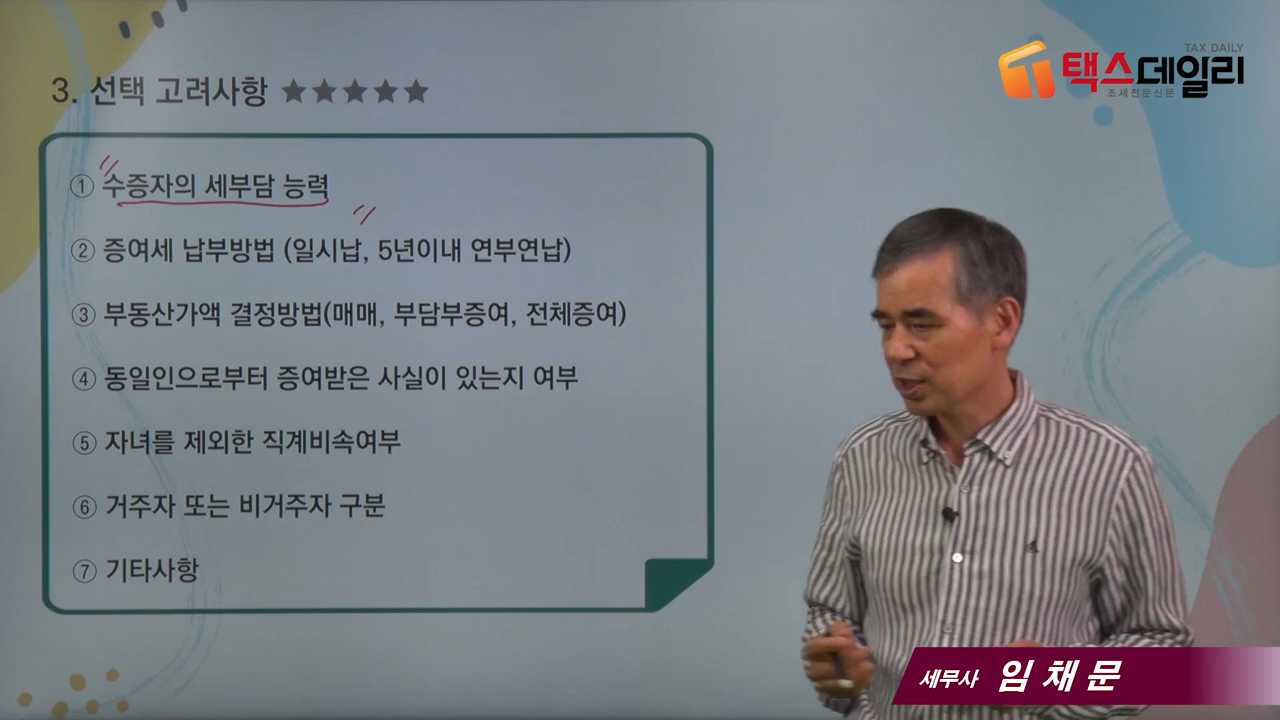 3. 선택 고려사항 ★★★★★
TAX DAILY
택스데일리
조세전문신문
① 수증자의 세부담 능력
② 증여세 납부방법 (일시납, 5년이내 연부연납)
③ 부동산가액 결정방법(매매, 부담부증여, 전체증여)
④ 동일인으로부터 증여받은 사실이 있는지 여부
⑤ 자녀를 제외한 직계비속여부
⑥ 거주자 또는 비거주자 구분
⑦ 기타사항
세무사 임채문